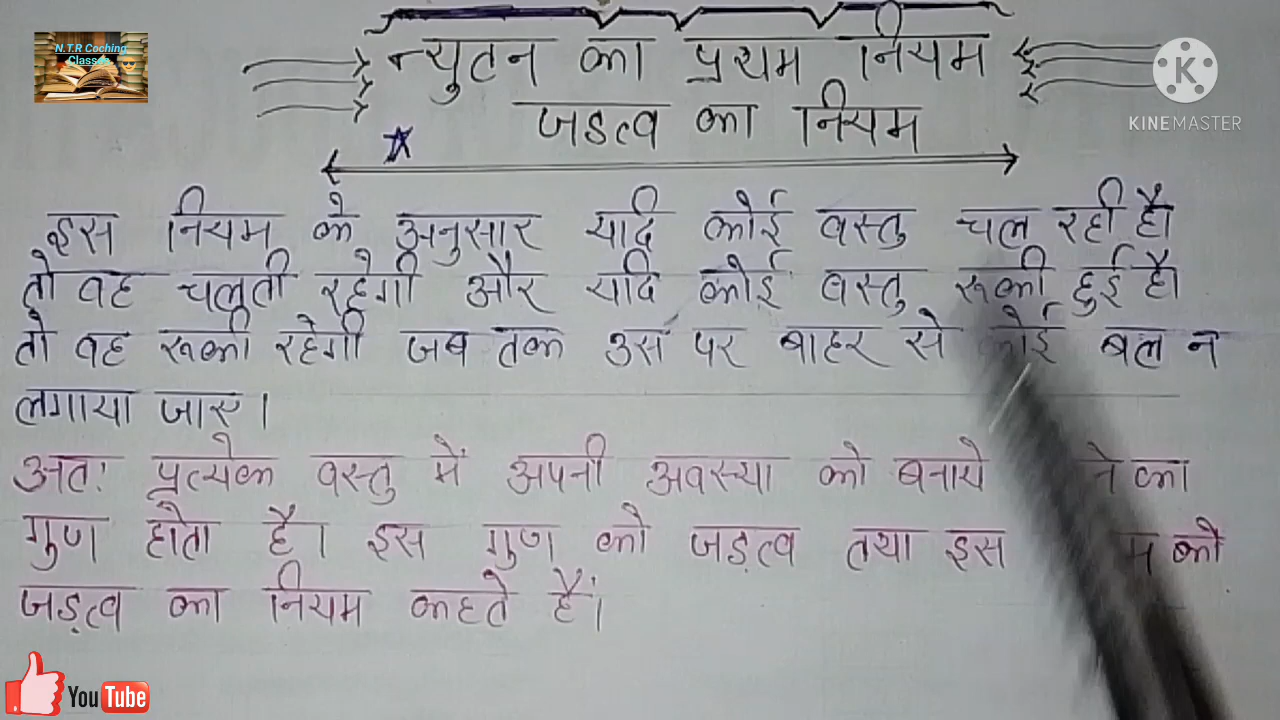 N.T.R Coching
Classes
न्युटन का प्रथम नियम
जडत्व का नियम
KINEMASTER
इस नियम के अनुसार यदि कोई वस्तु चल रही है।
तो वह चलती रहेगी और यदि कोई वस्तु रूकी हुई है।
तो वह रूकी रहेगी जब तक उस पर बाहर से कोई बल न
लगाया जाए।
अतः प्रत्येक वस्तु में अपनी अवस्था को बनाये का
गुण होता है। इस गुण को जड़त्व तथा इस को
जड़त्व का नियम कहते हैं।
YouTube